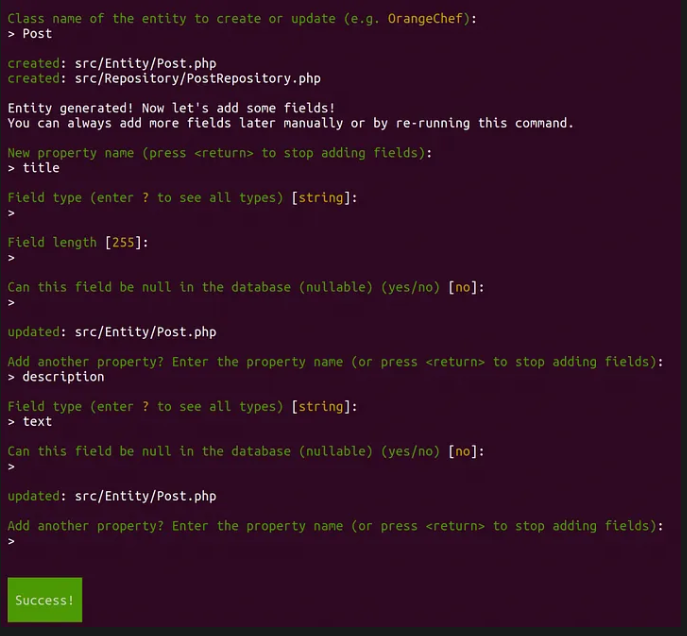 Class name of the entity to create or update (e.g. OrangeChef):
> Post
created: src/Entity/Post.php
created: src/Repository/PostRepository.php
Entity generated! Now let's add some fields!
You can always add more fields later manually or by re-running this command.
New property name (press <return> to stop adding fields):
> title
Field type (enter ? to see all types) [string]:
>
Field length [255]:
>
Can this field be null in the database (nullable) (yes/no) [no]:
>
updated: src/Entity/Post.php
Add another property? Enter the property name (or press <return> to stop adding fields):
> description
Field type (enter ? to see all types) [string]:
> text
Can this field be null in the database (nullable) (yes/no) [no]:
>
updated: src/Entity/Post.php
Add another property? Enter the property name (or press <return> to stop adding fields):
>
Success!